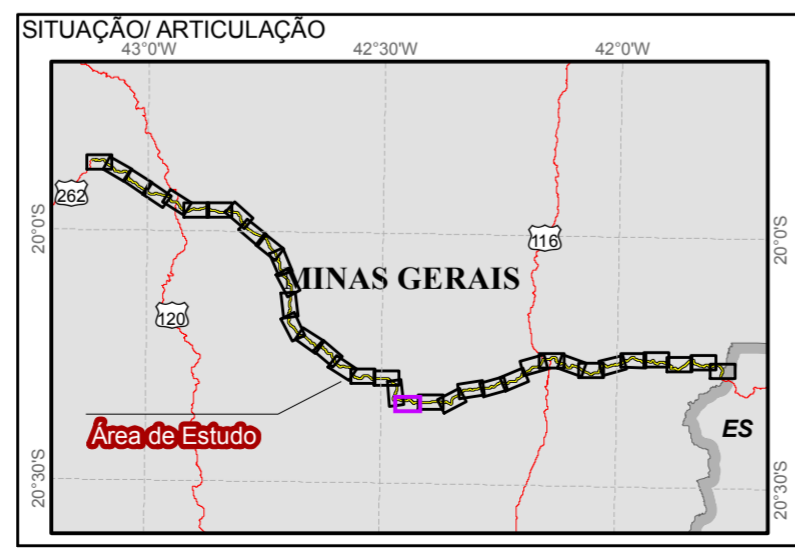 SITUAÇÃO/ ARTICULAÇÃO
43°0'W 42°30'W 42°0'W
262
20°0'S
116
20°0'S
MINAS GERAIS
120
Área de Estudo
ES
20°30'S
20°30'S